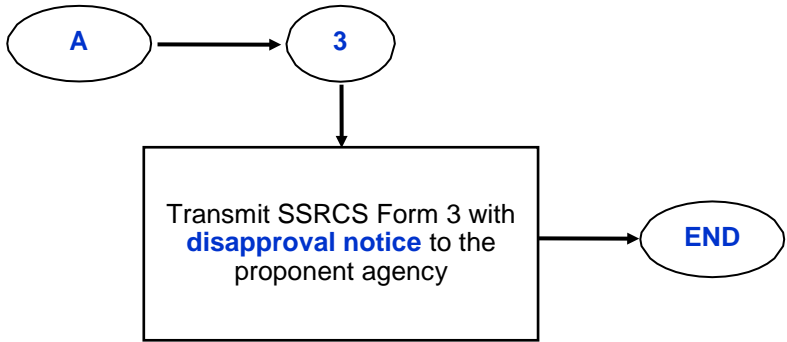 A
3
Transmit SSRCS Form 3 with
disapproval notice to the
proponent agency
END